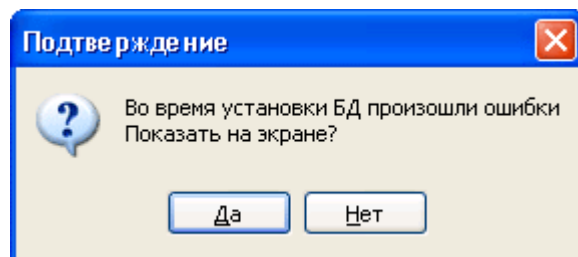 Подтверждение
Во время установки БД произошли ошибки
Показать на экране?
Да
Нет